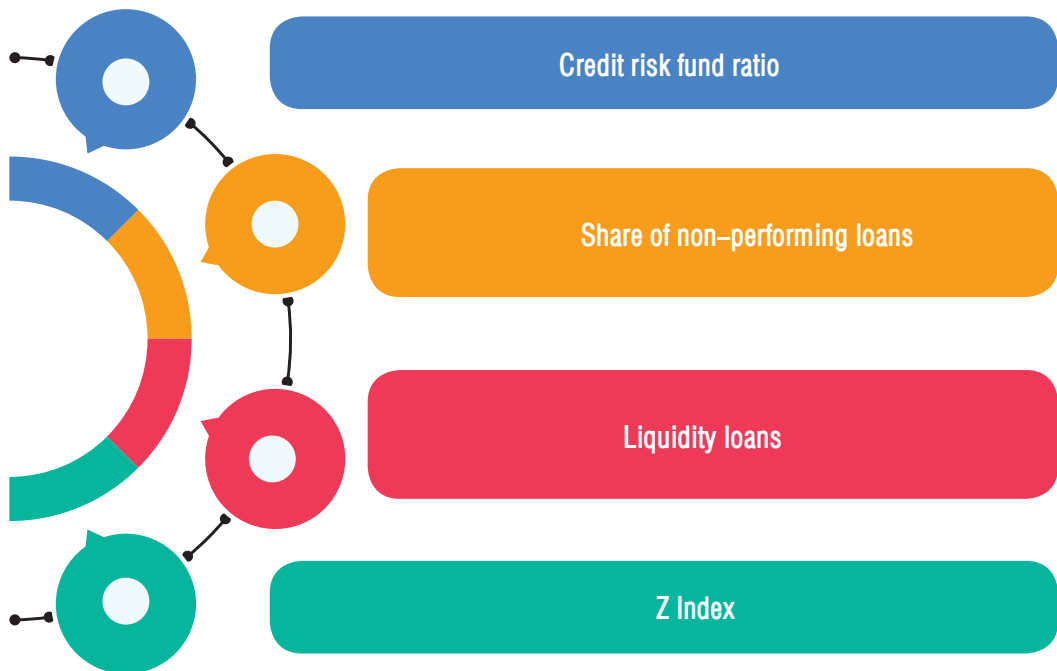 Credit risk fund ratio
Share of non–performing loans
Liquidity loans
Z Index